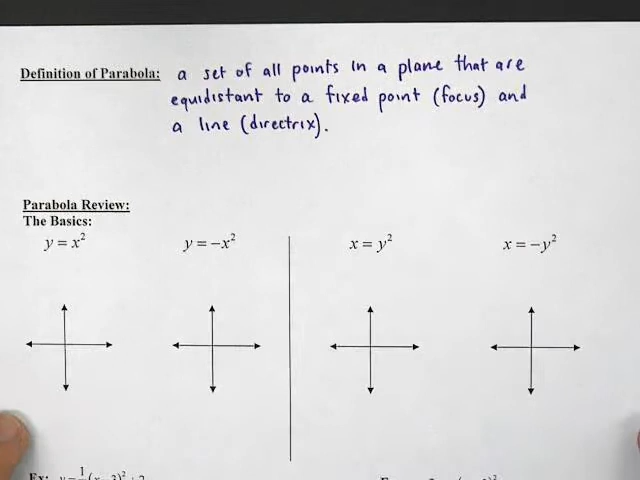 Definition of Parabola: a set of all points in a plane that are
equidistant to a fixed point (focus) and
a line (directrix).
Parabola Review:
The Basics:
y = x² y = −x² x = y² x = −y²
Ex: